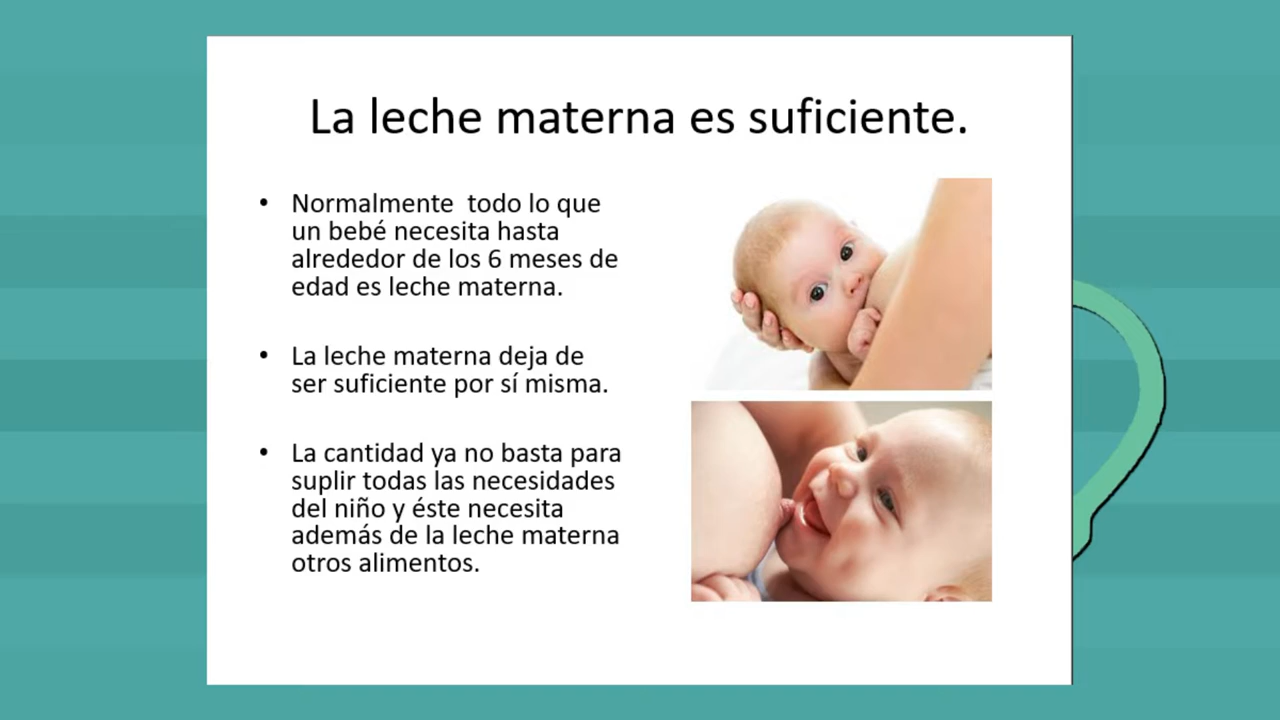 La leche materna es suficiente.
• Normalmente  todo lo que
un bebé necesita hasta
alrededor de los 6 meses de
edad es leche materna.
• La leche materna deja de
ser suficiente por sí misma.
• La cantidad ya no basta para
suplir todas las necesidades
del niño y éste necesita
además de la leche materna
otros alimentos.